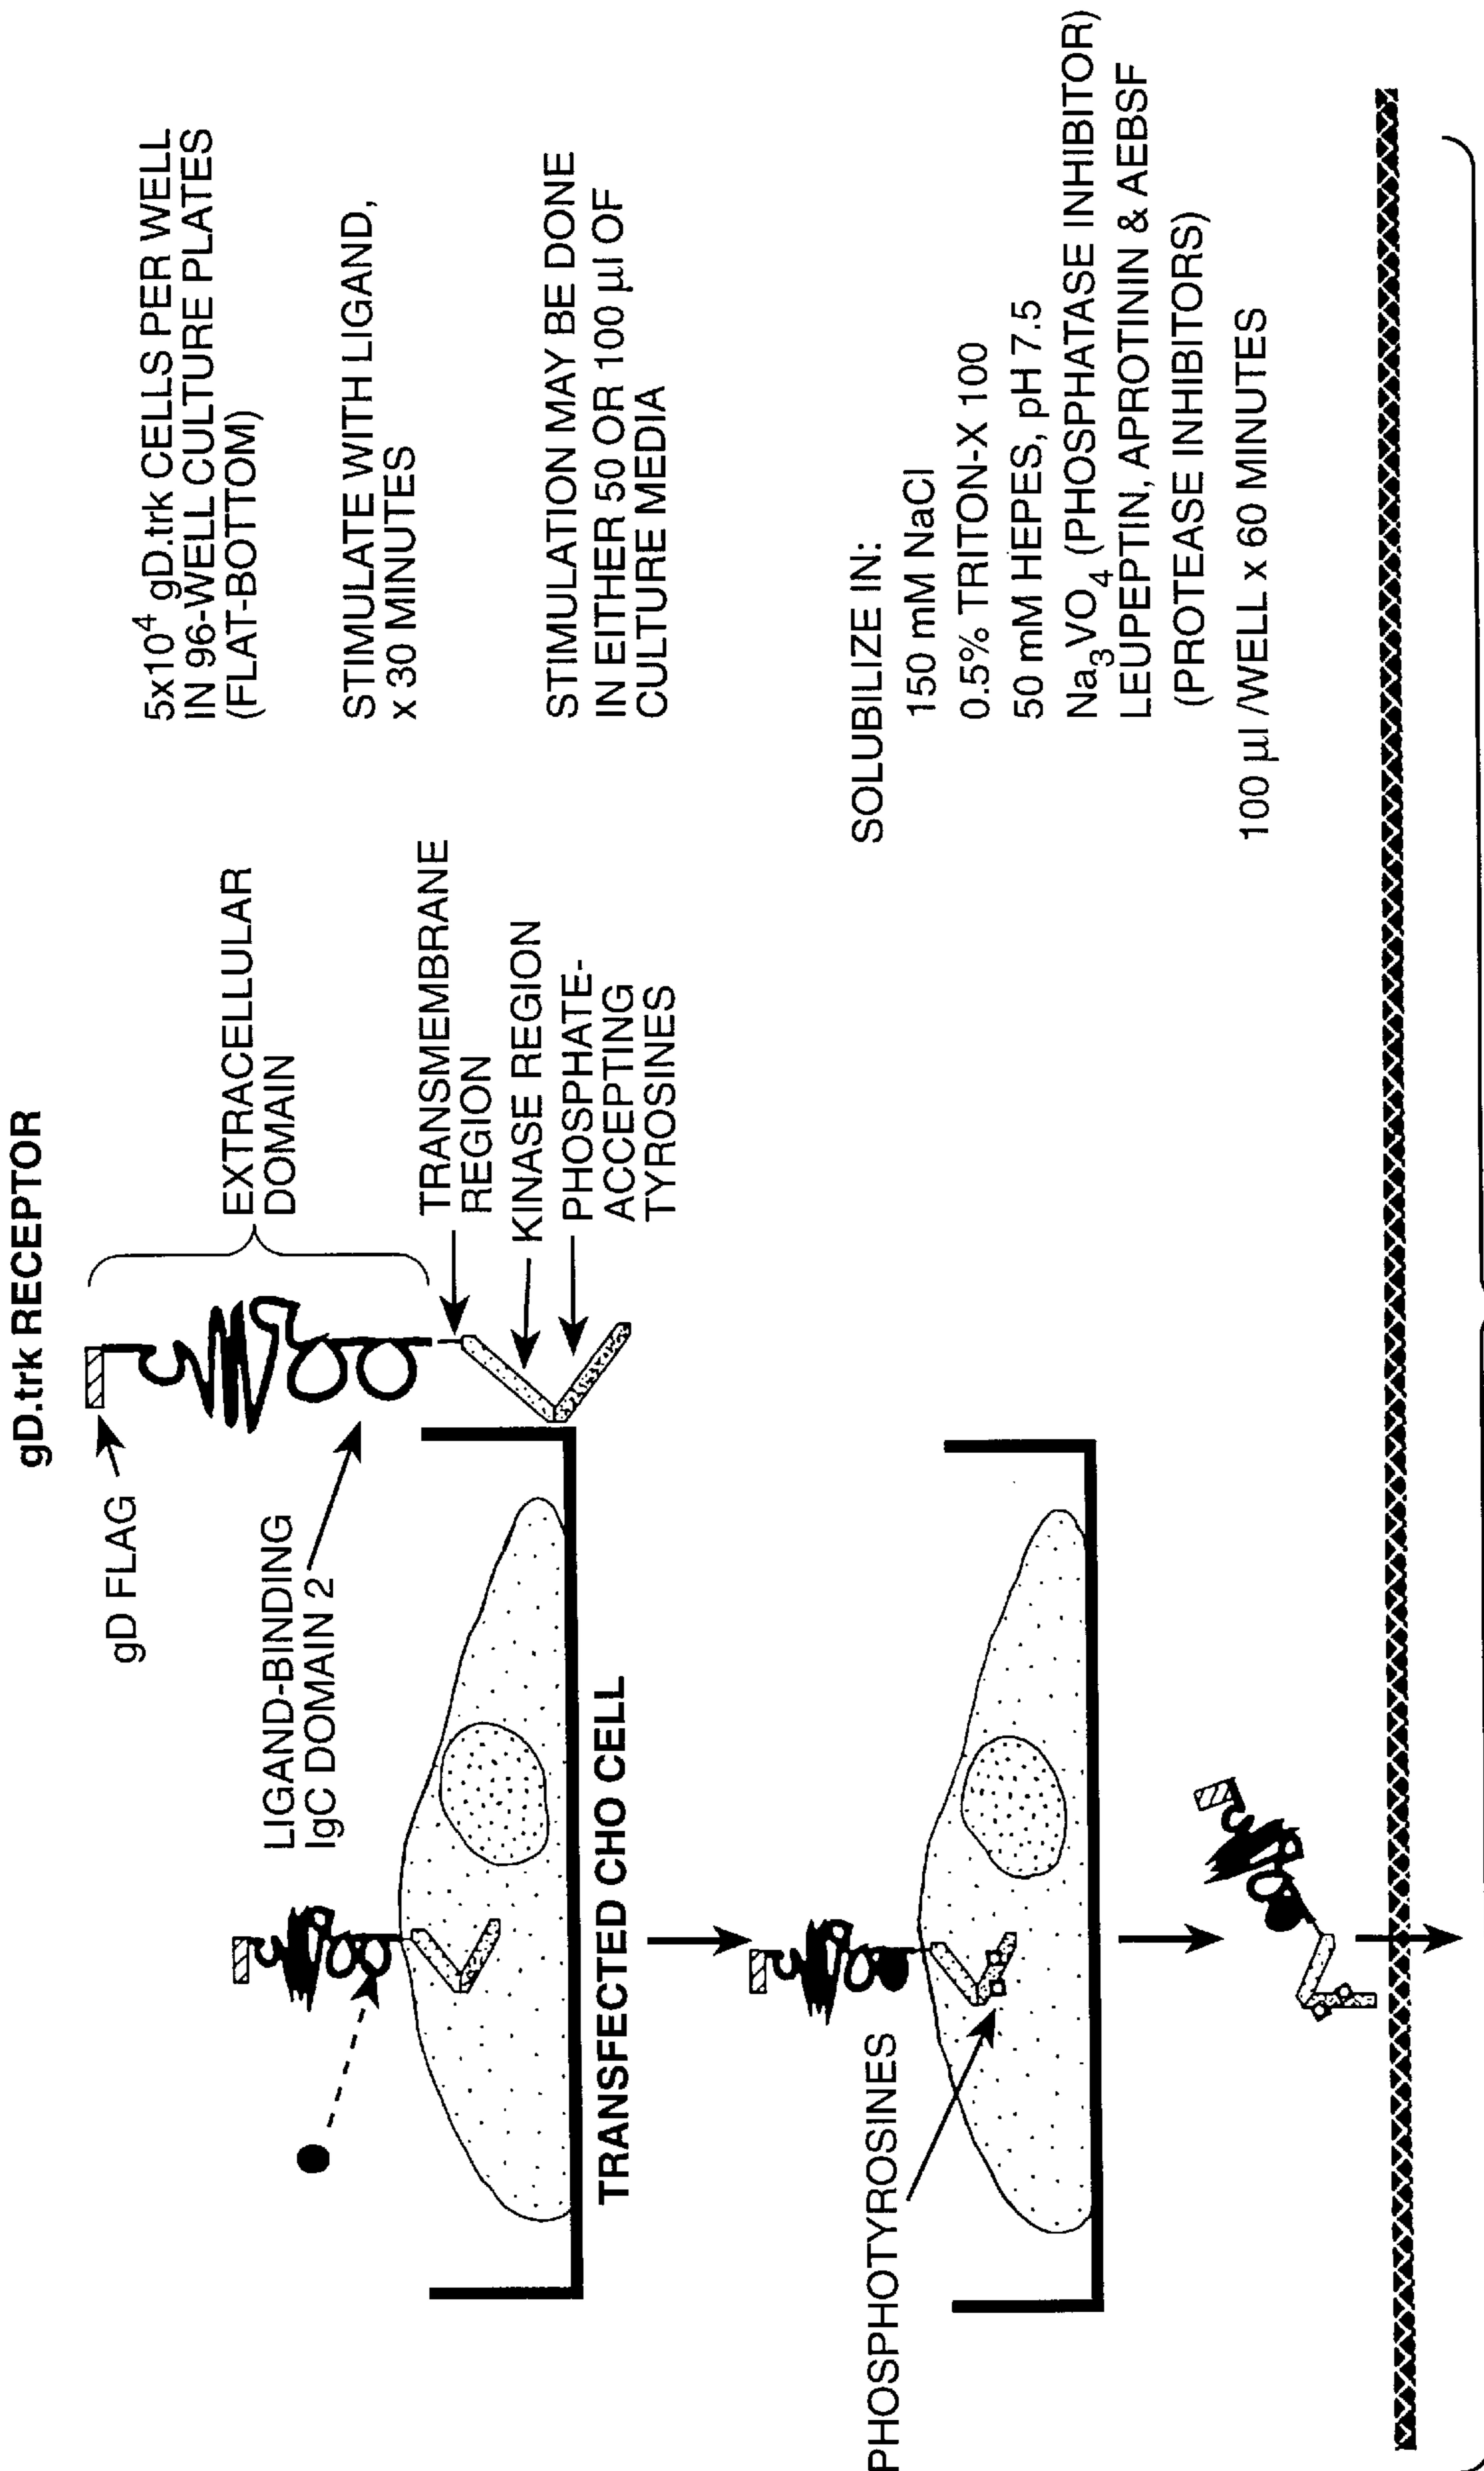 gD.trk RECEPTOR
gD FLAG
LIGAND-BINDING
IgC DOMAIN 2
EXTRACELLULAR
DOMAIN
TRANSMEMBRANE
REGION
KINASE REGION
PHOSPHATE-
ACCEPTING
TYROSINES
TRANSFECTED CHO CELL
5x10⁴ gD.trk CELLS PER WELL
IN 96-WELL CULTURE PLATES
(FLAT-BOTTOM)
STIMULATE WITH LIGAND,
x 30 MINUTES
STIMULATION MAY BE DONE
IN EITHER 50 OR 100 µl OF
CULTURE MEDIA
PHOSPHOTYROSINES
SOLUBILIZE IN:
150 mM NaCl
0.5% TRITON-X 100
50 mM HEPES, pH 7.5
Na₃VO₄ (PHOSPHATASE INHIBITOR)
LEUPEPTIN, APROTININ & AEBSF
(PROTEASE INHIBITORS)
100 µl /WELL x 60 MINUTES